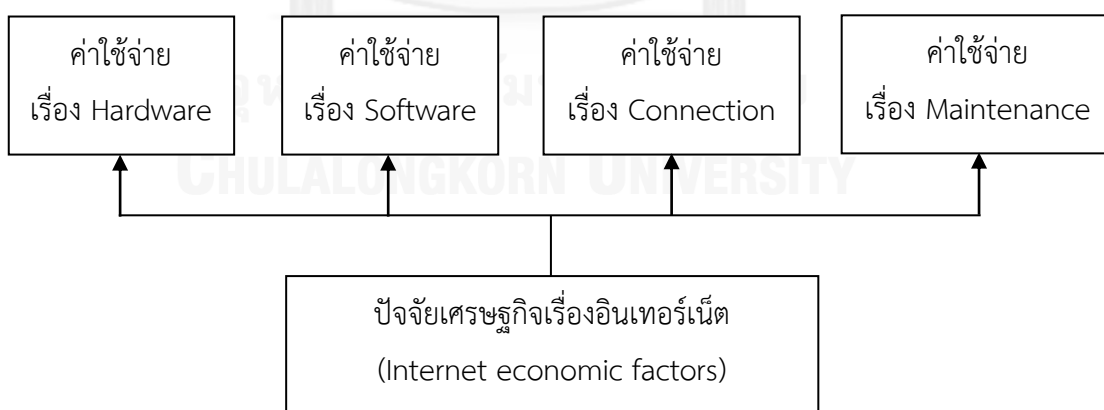 ค่าใช้จ่าย
เรื่อง Hardware
ค่าใช้จ่าย
เรื่อง Software
ค่าใช้จ่าย
เรื่อง Connection
ค่าใช้จ่าย
เรื่อง Maintenance
CHULALONGKORN UNIVERSITY
ปัจจัยเศรษฐกิจเรื่องอินเทอร์เน็ต
(Internet economic factors)